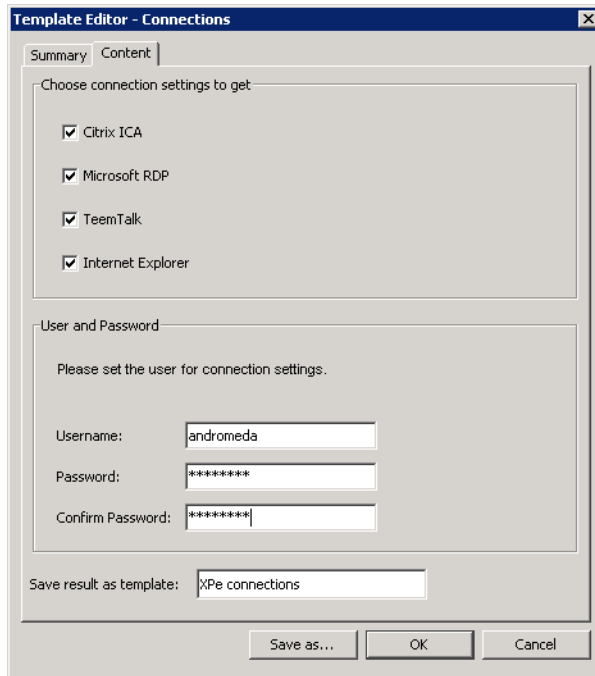 Template Editor - Connections
Summary
Content
Choose connection settings to get
Citrix ICA
Microsoft RDP
TeemTalk
Internet Explorer
User and Password
Please set the user for connection settings.
Username: andromeda
Password: ********
Confirm Password: ********
Save result as template: XPe connections
Save as... OK Cancel